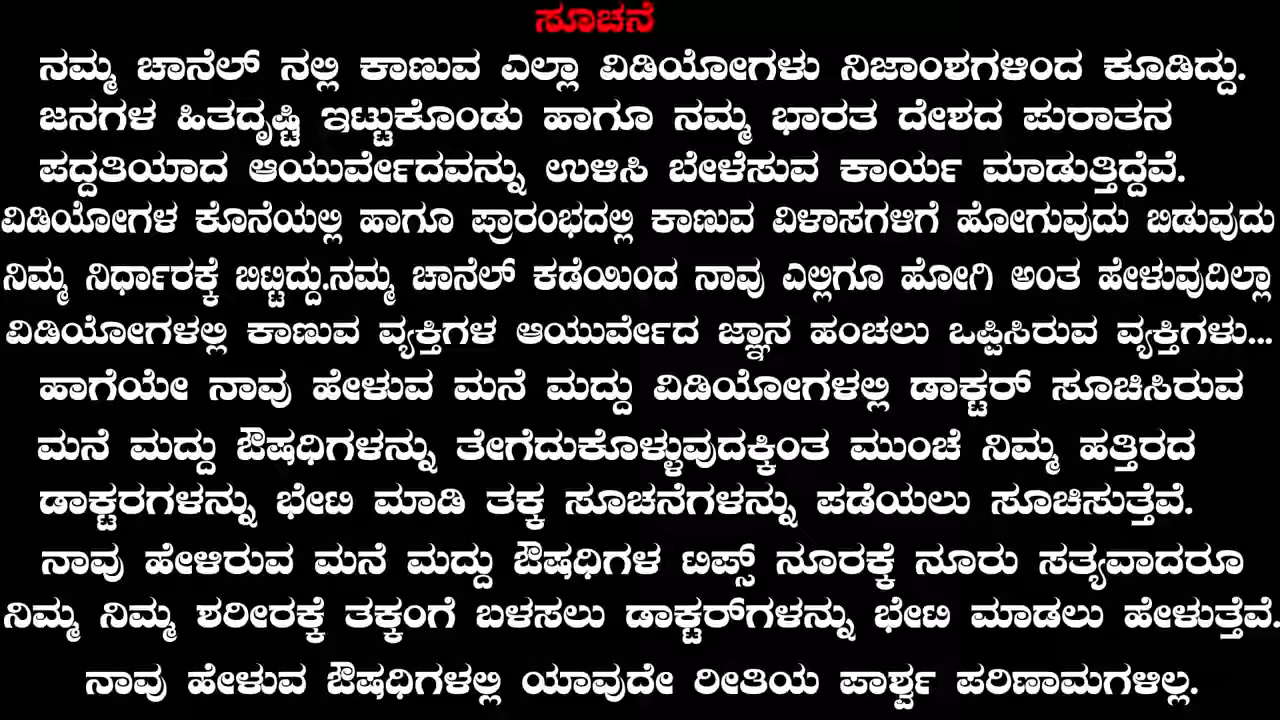 ಸೂಚನೆ
ನಮ್ಮ ಚಾನೆಲ್ ನಲ್ಲಿ ಕಾಣುವ ಎಲ್ಲಾ ವಿಡಿಯೋಗಳು ನಿಜಾಂಶಗಳಿಂದ ಕೂಡಿದ್ದು.
ಜನಗಳ ಹಿತದೃಷ್ಟಿ ಇಟ್ಟುಕೊಂಡು ಹಾಗೂ ನಮ್ಮ ಭಾರತ ದೇಶದ ಪುರಾತನ
ಪದ್ದತಿಯಾದ ಆಯುರ್ವೇದವನ್ನು ಉಳಿಸಿ ಬೇಳೆಸುವ ಕಾರ್ಯ ಮಾಡುತ್ತಿದ್ದೆವೆ.
ವಿಡಿಯೋಗಳ ಕೊನೆಯಲ್ಲಿ ಹಾಗೂ ಪ್ರಾರಂಭದಲ್ಲಿ ಕಾಣುವ ವಿಳಾಸಗಳಿಗೆ ಹೋಗುವುದು ಬಿಡುವುದು
ನಿಮ್ಮ ನಿರ್ಧಾರಕ್ಕೆ ಬಿಟ್ಟಿದ್ದು.ನಮ್ಮ ಚಾನೆಲ್ ಕಡೆಯಿಂದ ನಾವು ಎಲ್ಲಿಗೂ ಹೋಗಿ ಅಂತ ಹೇಳುವುದಿಲ್ಲಾ
ವಿಡಿಯೋಗಳಲ್ಲಿ ಕಾಣುವ ವ್ಯಕ್ತಿಗಳ ಆಯುರ್ವೇದ ಜ್ಞಾನ ಹಂಚಲು ಒಪ್ಪಿಸಿರುವ ವ್ಯಕ್ತಿಗಳು...
ಹಾಗೆಯೇ ನಾವು ಹೇಳುವ ಮನೆ ಮದ್ದು ವಿಡಿಯೋಗಳಲ್ಲಿ ಡಾಕ್ಟರ್ ಸೂಚಿಸಿರುವ
ಮನೆ ಮದ್ದು ಔಷಧಿಗಳನ್ನು ತೇಗೆದುಕೊಳ್ಳುವುದಕ್ಕಿಂತ ಮುಂಚೆ ನಿಮ್ಮ ಹತ್ತಿರದ
ಡಾಕ್ಟರಗಳನ್ನು ಭೇಟಿ ಮಾಡಿ ತಕ್ಕ ಸೂಚನೆಗಳನ್ನು ಪಡೆಯಲು ಸೂಚಿಸುತ್ತೆವೆ.
ನಾವು ಹೇಳಿರುವ ಮನೆ ಮದ್ದು ಔಷಧಿಗಳ ಟಿಪ್ಸ್ ನೂರಕ್ಕೆ ನೂರು ಸತ್ಯವಾದರೂ
ನಿಮ್ಮ ನಿಮ್ಮ ಶರೀರಕ್ಕೆ ತಕ್ಕಂಗೆ ಬಳಸಲು ಡಾಕ್ಟರ್‌ಗಳನ್ನು ಭೇಟಿ ಮಾಡಲು ಹೇಳುತ್ತೆವೆ.
ನಾವು ಹೇಳುವ ಔಷಧಿಗಳಲ್ಲಿ ಯಾವುದೇ ರೀತಿಯ ಪಾರ್ಶ್ವ ಪರಿಣಾಮಗಳಿಲ್ಲ.